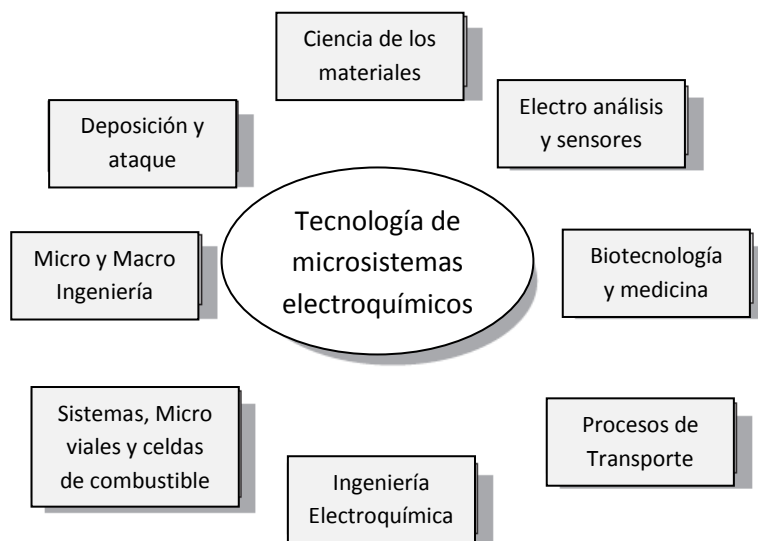 Ciencia de los
materiales
Electro análisis
y sensores
Deposición y
ataque
Tecnología de
microsistemas
electroquímicos
Micro y Macro
Ingeniería
Biotecnología
y medicina
Sistemas, Micro
viales y celdas
de combustible
Procesos de
Transporte
Ingeniería
Electroquímica